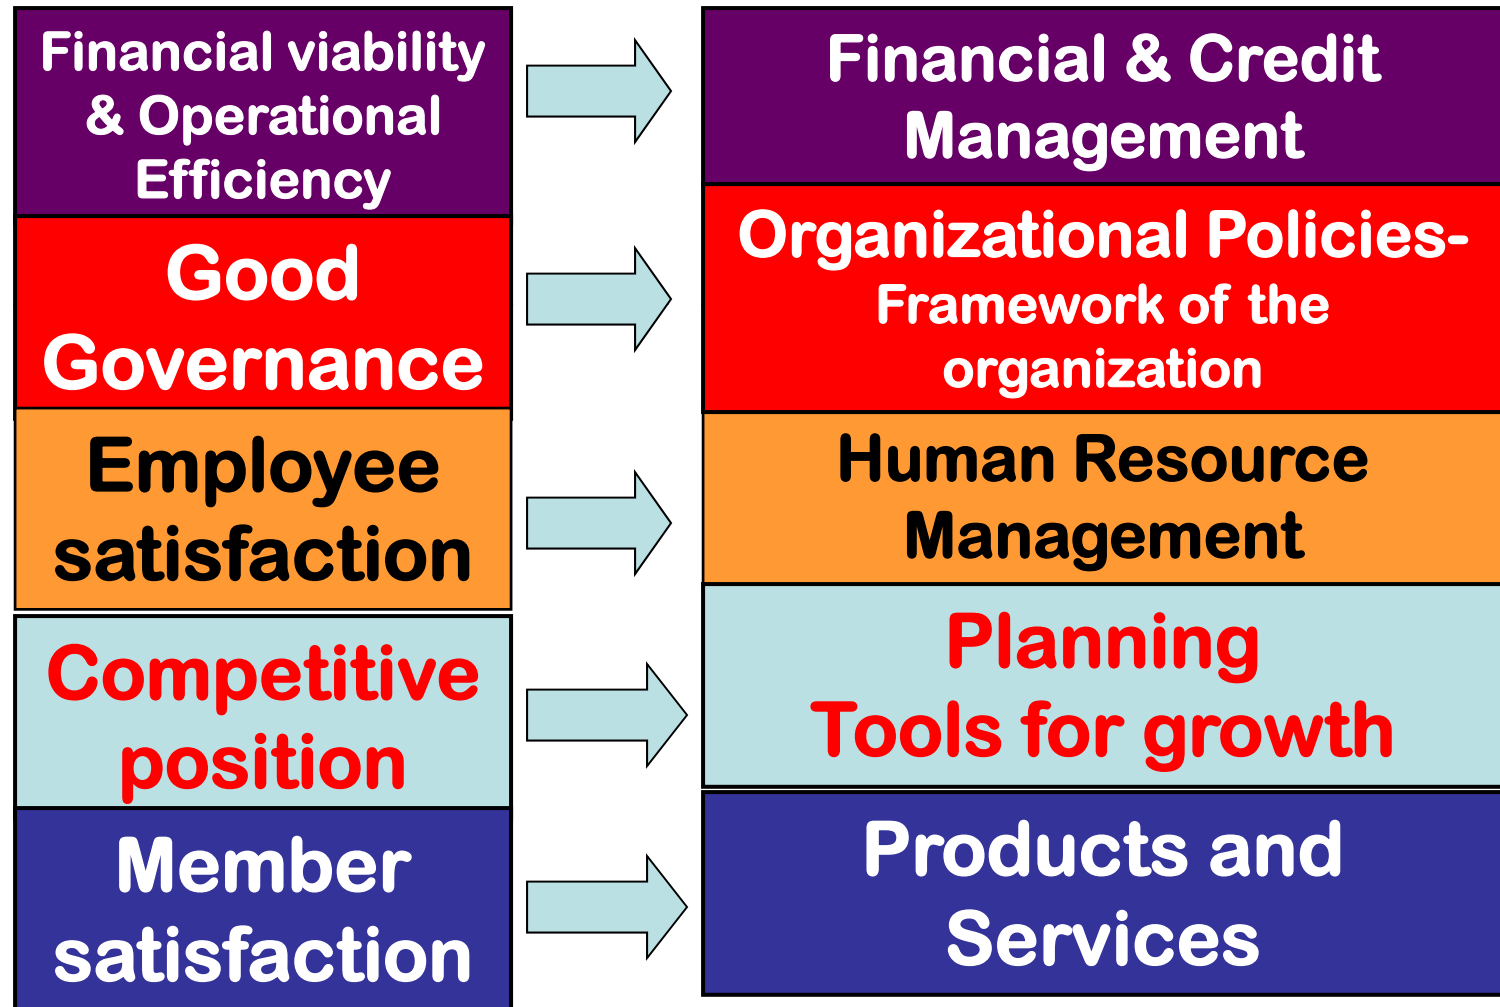 Financial viability
& Operational
Efficiency
Financial & Credit
Management
Good
Governance
Organizational Policies-
Framework of the
organization
Employee
satisfaction
Human Resource
Management
Competitive
position
Planning
Tools for growth
Member
satisfaction
Products and
Services